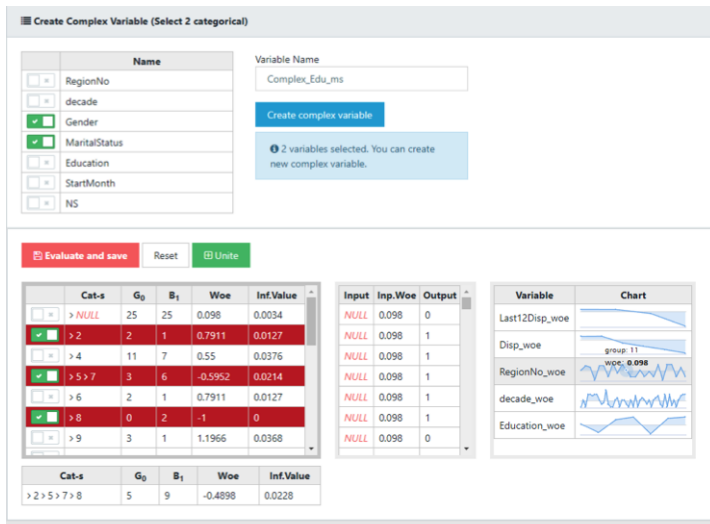 Create Complex Variable (Select 2 categorical)
Name
RegionNo
decade
Gender
MaritalStatus
Education
StartMonth
NS
Variable Name
Complex_Edu_ms
Create complex variable
2 variables selected. You can create
new complex variable.
Evaluate and save Reset Unite
Cat-s G0 B1 Woe Inf.Value
> NULL 25 25 0.098 0.0034
> 2 2 1 0.7911 0.0127
> 4 11 7 0.55 0.0376
> 5 > 7 3 6 -0.5952 0.0214
> 6 2 1 0.7911 0.0127
> 8 0 2 -1 0
> 9 3 1 1.1966 0.0368
Input Inp.Woe Output
NULL 0.098 0
NULL 0.098 1
NULL 0.098 1
NULL 0.098 1
NULL 0.098 1
NULL 0.098 1
NULL 0.098 0
Variable Chart
Last12Disp_woe
Disp_woe
group: 11
woe: 0.098
RegionNo_woe
decade_woe
Education_woe
Cat-s G0 B1 Woe Inf.Value
> 2 > 5 > 7 > 8 5 9 -0.4898 0.0228